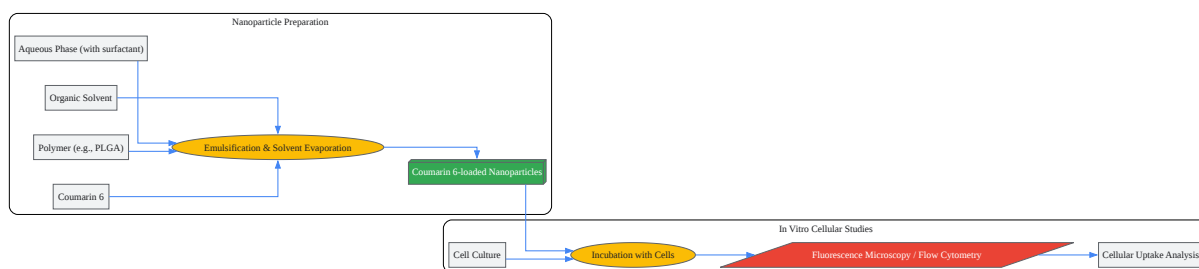 Nanoparticle Preparation
Aqueous Phase (with surfactant)
Organic Solvent
Polymer (e.g., PLGA)
Emulsification & Solvent Evaporation
Coumarin 6-loaded Nanoparticles
Coumarin 6
In Vitro Cellular Studies
Cell Culture
Incubation with Cells
Fluorescence Microscopy / Flow Cytometry
Cellular Uptake Analysis